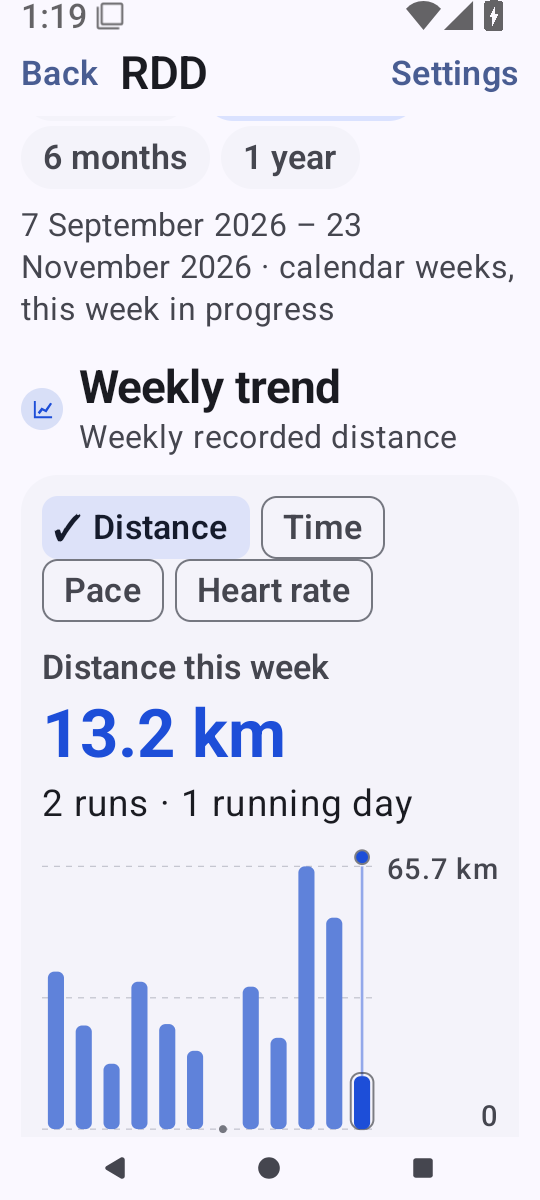 1:19
Back RDD Settings
6 months 1 year
7 September 2026 – 23
November 2026 · calendar weeks,
this week in progress
Weekly trend
Weekly recorded distance
✓ Distance Time
Pace Heart rate
Distance this week
13.2 km
2 runs · 1 running day
65.7 km
0